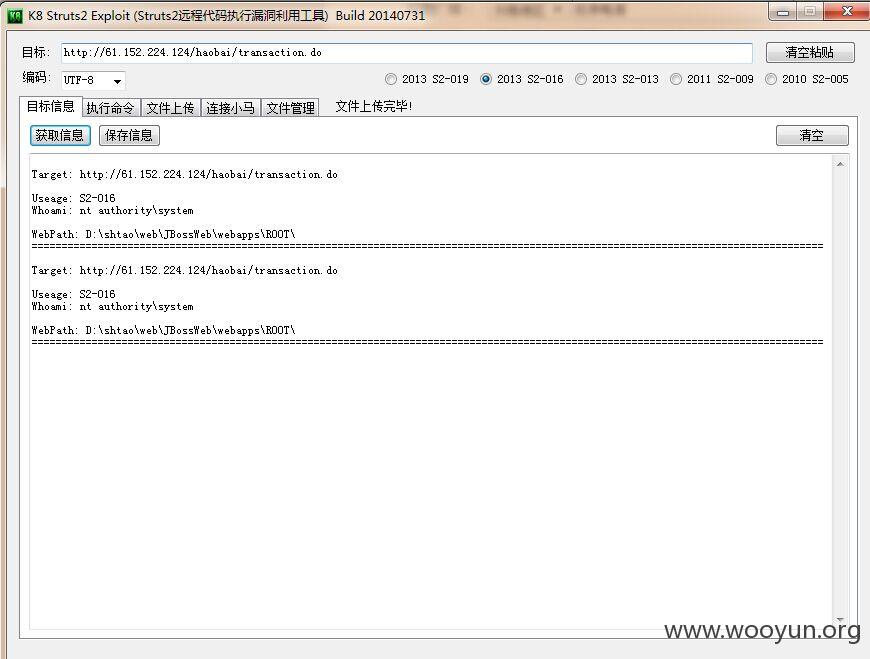 K8 Struts2 Exploit (Struts2远程代码执行漏洞利用工具) Build 20140731
目标: http://61.152.224.124/haobai/transaction.do 清空粘贴
编码: UTF-8 2013 S2-019 2013 S2-016 2013 S2-013 2011 S2-009 2010 S2-005
目标信息 执行命令 文件上传 连接小马 文件管理 文件上传完毕!
获取信息 保存信息 清空
Target: http://61.152.224.124/haobai/transaction.do
Useage: S2-016
Whoami: nt authority\system
WebPath: D:\shtao\web\JBossWeb\webapps\ROOT\
Target: http://61.152.224.124/haobai/transaction.do
Useage: S2-016
Whoami: nt authority\system
WebPath: D:\shtao\web\JBossWeb\webapps\ROOT\
www.wooyun.org